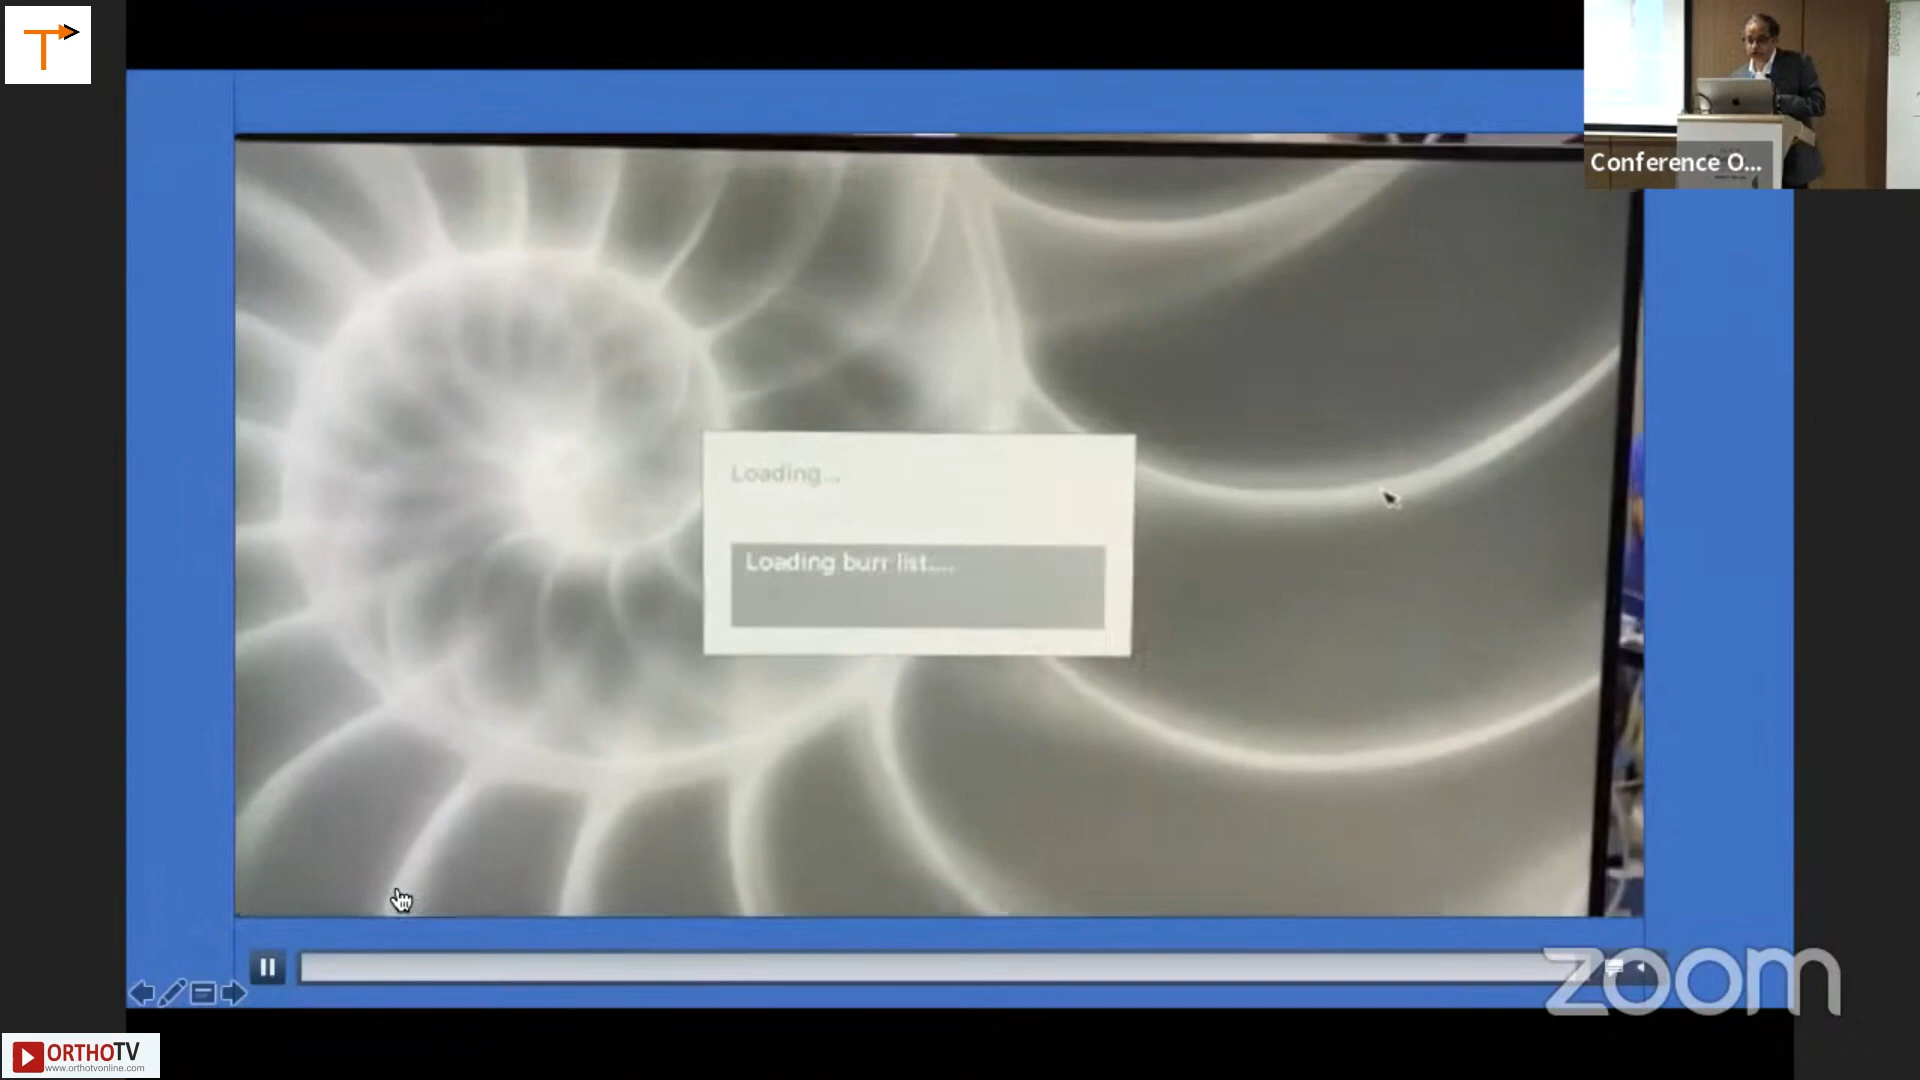 T
Conference O...
Loading...
Loading burr list....
zoom
ORTHOTV
www.orthotvonline.com